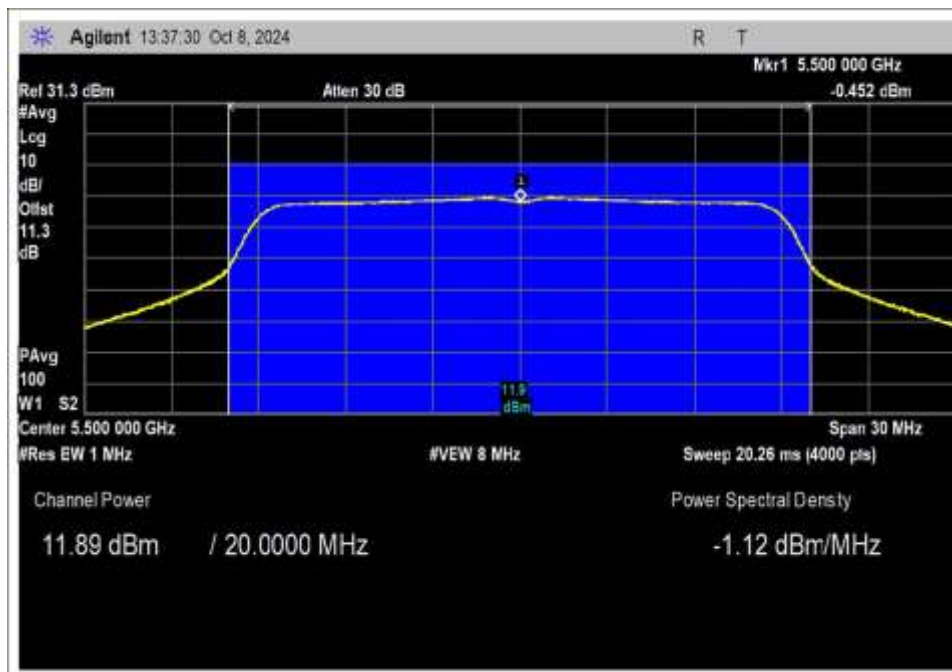 Agilent 13:37:30 Oct 8, 2024 R T
Mkr1 5.500 000 GHz
Ref 31.3 dBm Atten 30 dB -0.452 dBm
#Avg
Log
10
dB/
Offst
11.3
dB
1
PAvg
100
W1 S2
11.9
dBm
Center 5.500 000 GHz Span 30 MHz
#Res BW 1 MHz #VBW 8 MHz Sweep 20.26 ms (4000 pts)
Channel Power Power Spectral Density
11.89 dBm / 20.0000 MHz -1.12 dBm/MHz